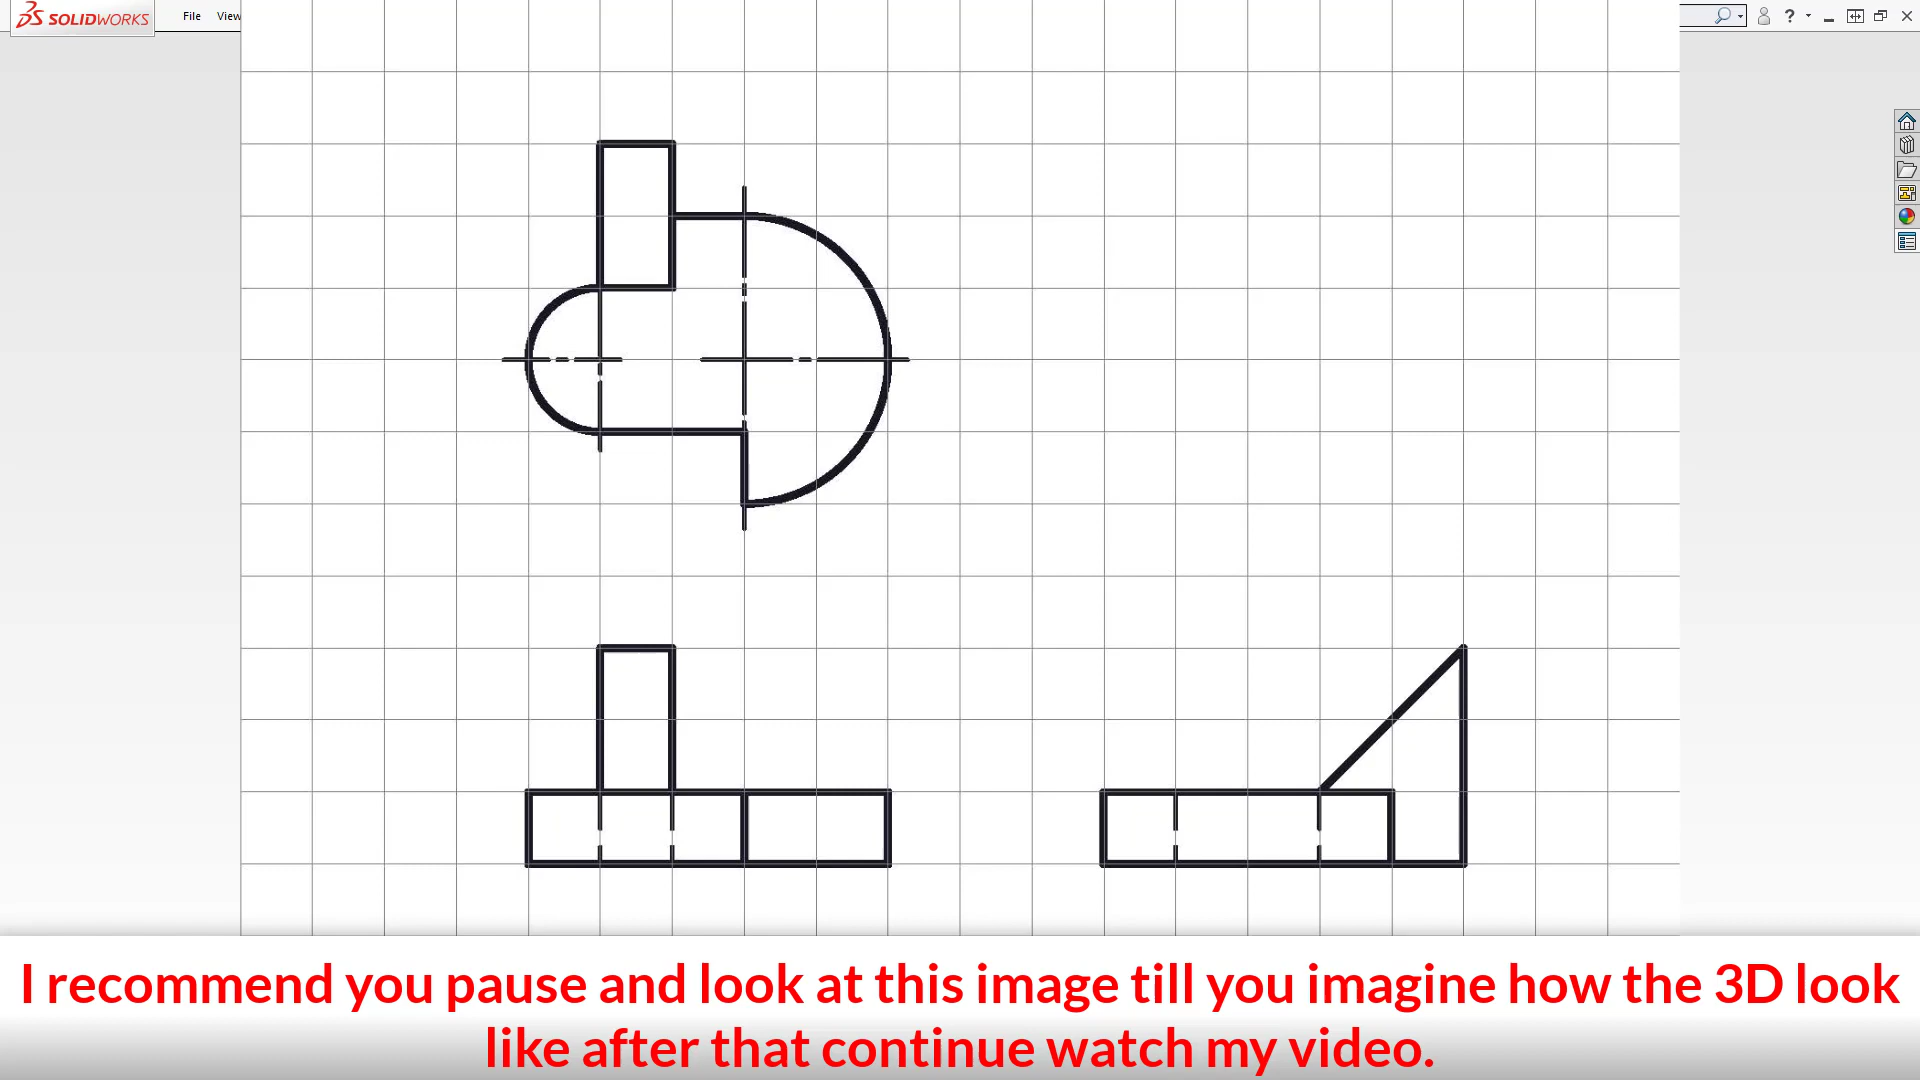 SOLIDWORKS File View ?
I recommend you pause and look at this image till you imagine how the 3D look
like after that continue watch my video.